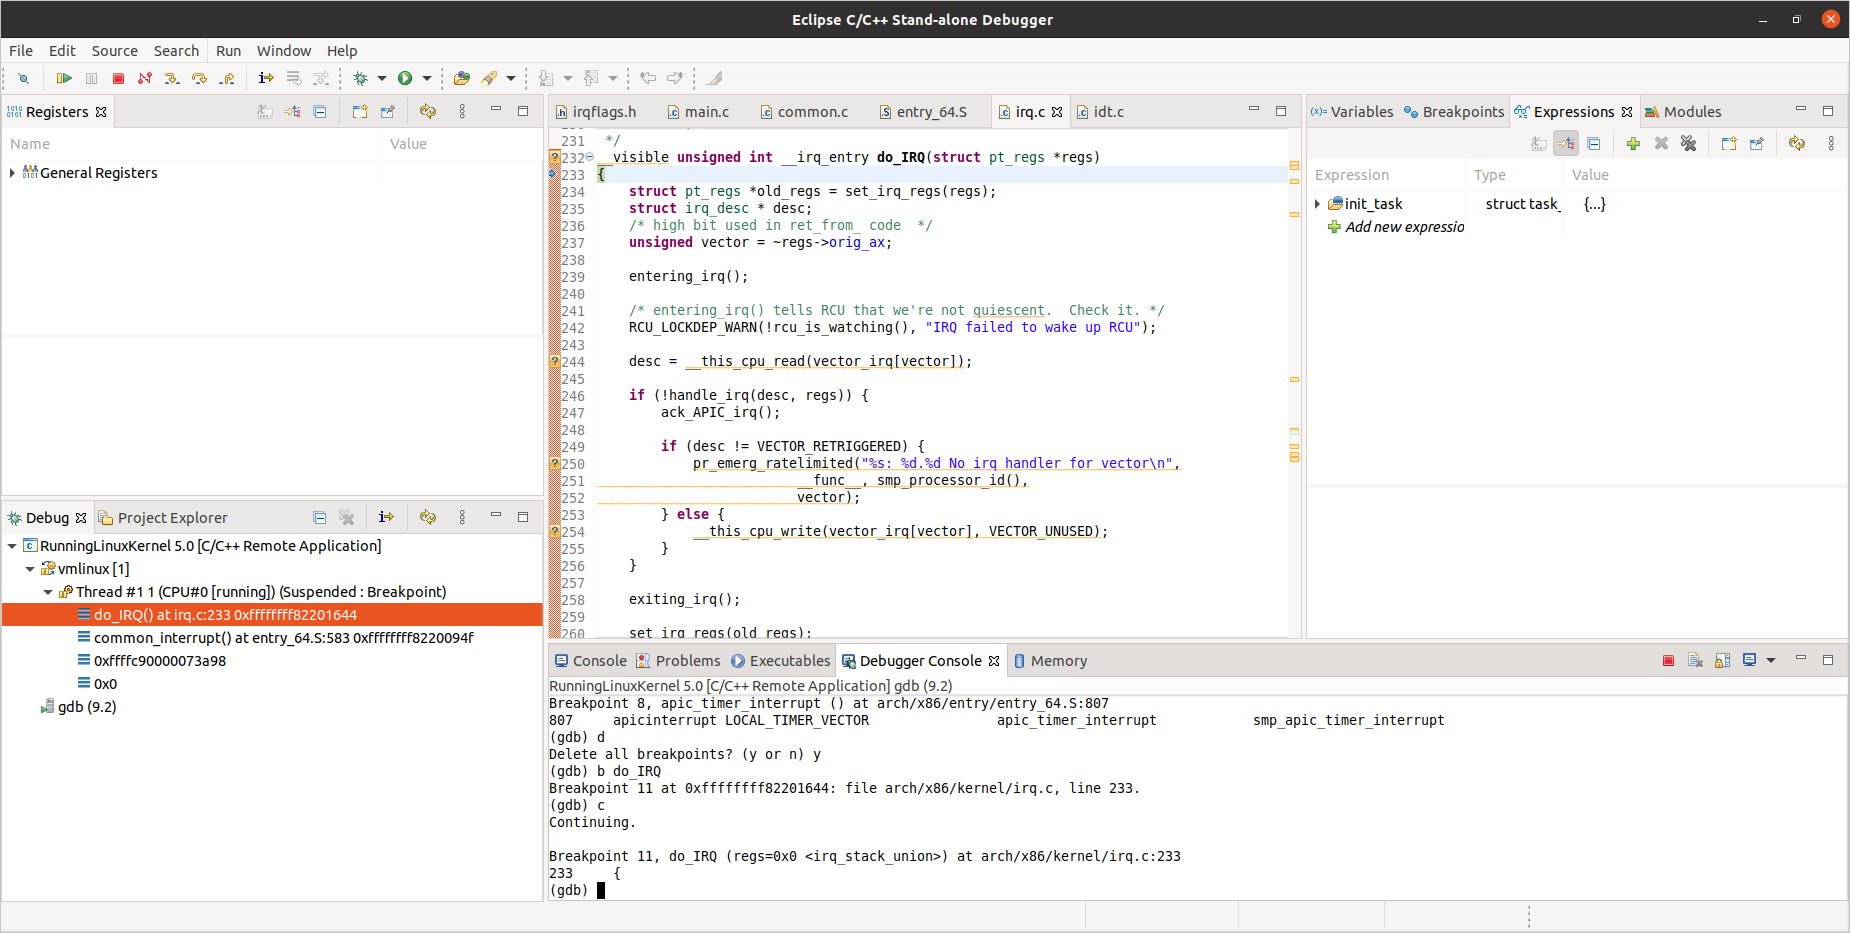 Eclipse C/C++ Stand-alone Debugger
File Edit Source Search Run Window Help
Registers
Name Value
General Registers
Debug Project Explorer
RunningLinuxKernel 5.0 [C/C++ Remote Application]
vmlinux [1]
Thread #1 1 (CPU#0 [running]) (Suspended : Breakpoint)
do_IRQ() at irq.c:233 0xffffffff82201644
common_interrupt() at entry_64.S:583 0xffffffff8220094f
0xffffc90000073a98
0x0
gdb (9.2)
irqflags.h main.c common.c entry_64.S irq.c idt.c
231 */
232 __visible unsigned int __irq_entry do_IRQ(struct pt_regs *regs)
233 {
234 struct pt_regs *old_regs = set_irq_regs(regs);
235 struct irq_desc * desc;
236 /* high bit used in ret_from_ code */
237 unsigned vector = ~regs->orig_ax;
238
239 entering_irq();
240
241 /* entering_irq() tells RCU that we're not quiescent. Check it. */
242 RCU_LOCKDEP_WARN(!rcu_is_watching(), "IRQ failed to wake up RCU");
243
244 desc = __this_cpu_read(vector_irq[vector]);
245
246 if (!handle_irq(desc, regs)) {
247 ack_APIC_irq();
248
249 if (desc != VECTOR_RETRIGGERED) {
250 pr_emerg_ratelimited("%s: %d.%d No irq handler for vector\n",
251 __func__, smp_processor_id(),
252 vector);
253 } else {
254 __this_cpu_write(vector_irq[vector], VECTOR_UNUSED);
255 }
256 }
257
258 exiting_irq();
259
260 set_irq_regs(old_regs);
Variables Breakpoints Expressions Modules
Expression Type Value
init_task struct task_ {...}
Add new expressio
Console Problems Executables Debugger Console Memory
RunningLinuxKernel 5.0 [C/C++ Remote Application] gdb (9.2)
Breakpoint 8, apic_timer_interrupt () at arch/x86/entry/entry_64.S:807
807 apicinterrupt LOCAL_TIMER_VECTOR apic_timer_interrupt smp_apic_timer_interrupt
(gdb) d
Delete all breakpoints? (y or n) y
(gdb) b do_IRQ
Breakpoint 11 at 0xffffffff82201644: file arch/x86/kernel/irq.c, line 233.
(gdb) c
Continuing.
Breakpoint 11, do_IRQ (regs=0x0 <irq_stack_union>) at arch/x86/kernel/irq.c:233
233 {
(gdb)